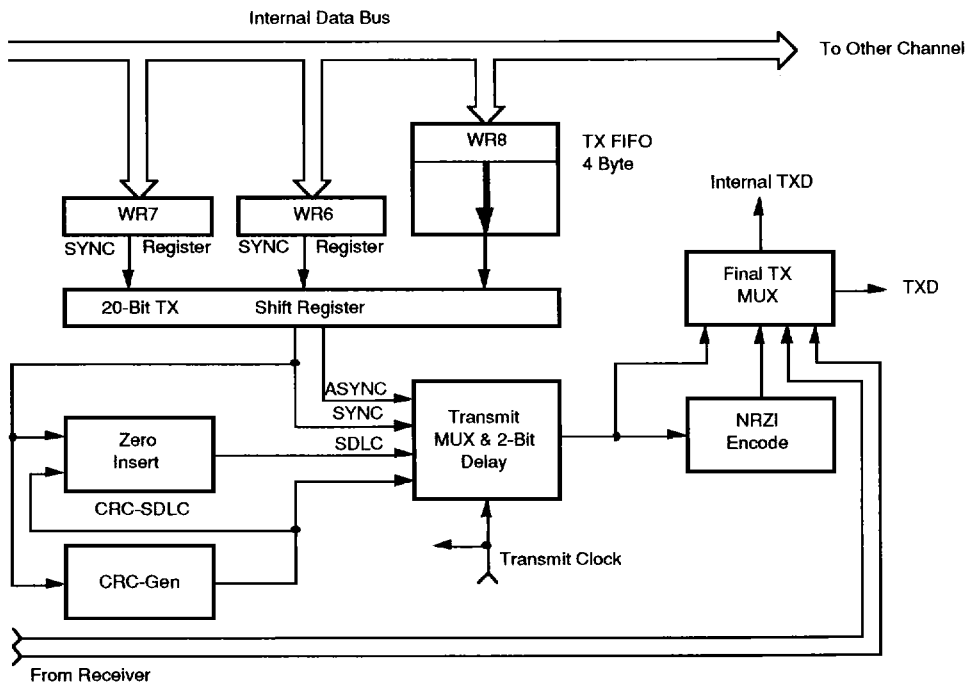 Internal Data Bus
To Other Channel
WR8
TX FIFO
4 Byte
WR7
WR6
SYNC Register
SYNC Register
Internal TXD
Final TX
MUX
TXD
20-Bit TX Shift Register
ASYNC
SYNC
SDLC
Transmit
MUX & 2-Bit
Delay
NRZI
Encode
Zero
Insert
CRC-SDLC
CRC-Gen
Transmit Clock
From Receiver